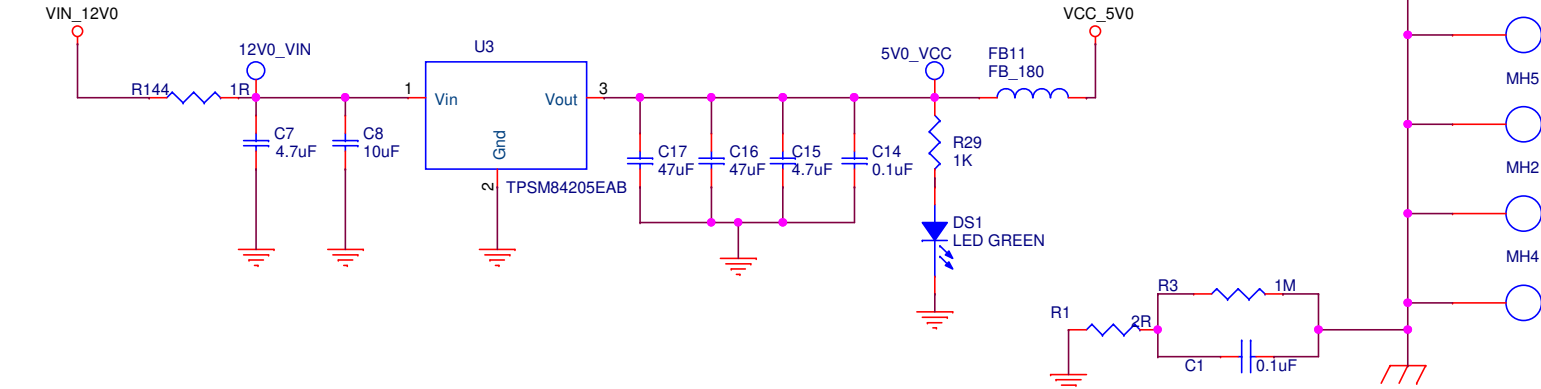 VIN_12V0
VCC_5V0
12V0_VIN
U3
5V0_VCC
FB11
FB_180
R144
1R
1
Vin
Vout
3
Gnd
2
TPSM84205EAB
C7
4.7uF
C8
10uF
C17
47uF
C16
47uF
C15
4.7uF
C14
0.1uF
R29
1K
DS1
LED GREEN
MH5
MH2
MH4
R3
1M
R1
2R
C1
0.1uF